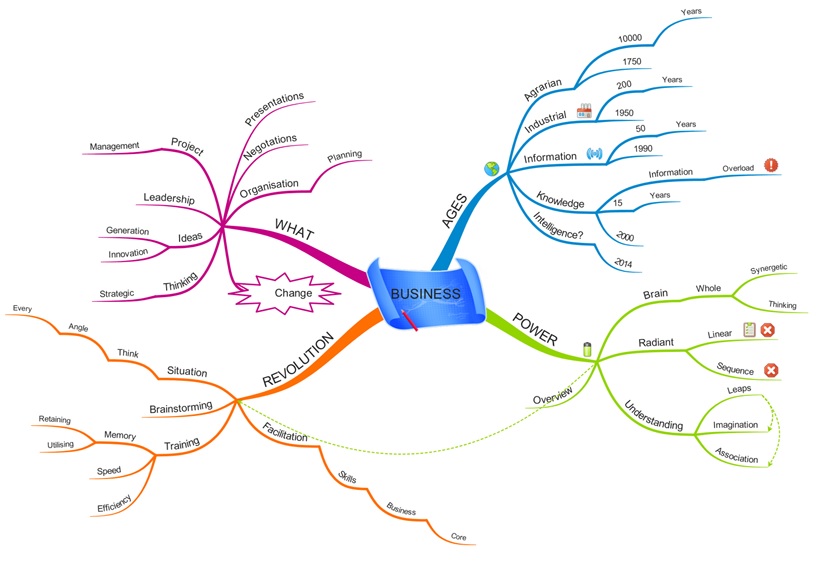 BUSINESS
AGES
Agrarian
10000
Years
1750
Industrial
200
Years
1950
Information
50
Years
1990
Knowledge
Information
Overload
15
Years
2000
Intelligence?
2014
POWER
Brain
Whole
Synergetic
Thinking
Radiant
Linear
Sequence
Understanding
Leaps
Imagination
Association
Overview
REVOLUTION
Facilitation
Skills
Business
Core
Training
Memory
Retaining
Utilising
Speed
Efficiency
Brainstorming
Situation
Think
Angle
Every
WHAT
Change
Thinking
Strategic
Ideas
Generation
Innovation
Leadership
Project
Management
Presentations
Negotations
Organisation
Planning